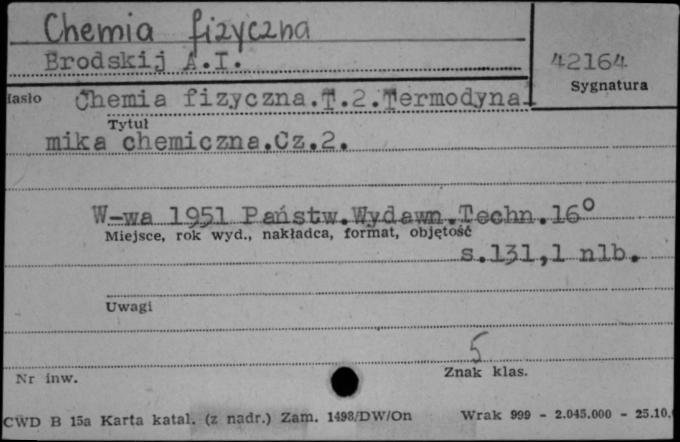 Chemia fizyczna
Brodskij A.I.
42164
Sygnatura
Hasło
Chemia fizyczna.T.2.Termodyna
Tytuł
mika chemiczna.Cz.2.
W-wa 1951 Państw.Wydawn.Techn.16°
Miejsce, rok wyd., nakładca, format, objętość
s.131,1 nlb.
Uwagi
5
Nr inw.
Znak klas.
CWD B 15a Karta katal. (z nadr.) Zam. 1498/DW/On Wrak 999 - 2.045.000 - 25.10.